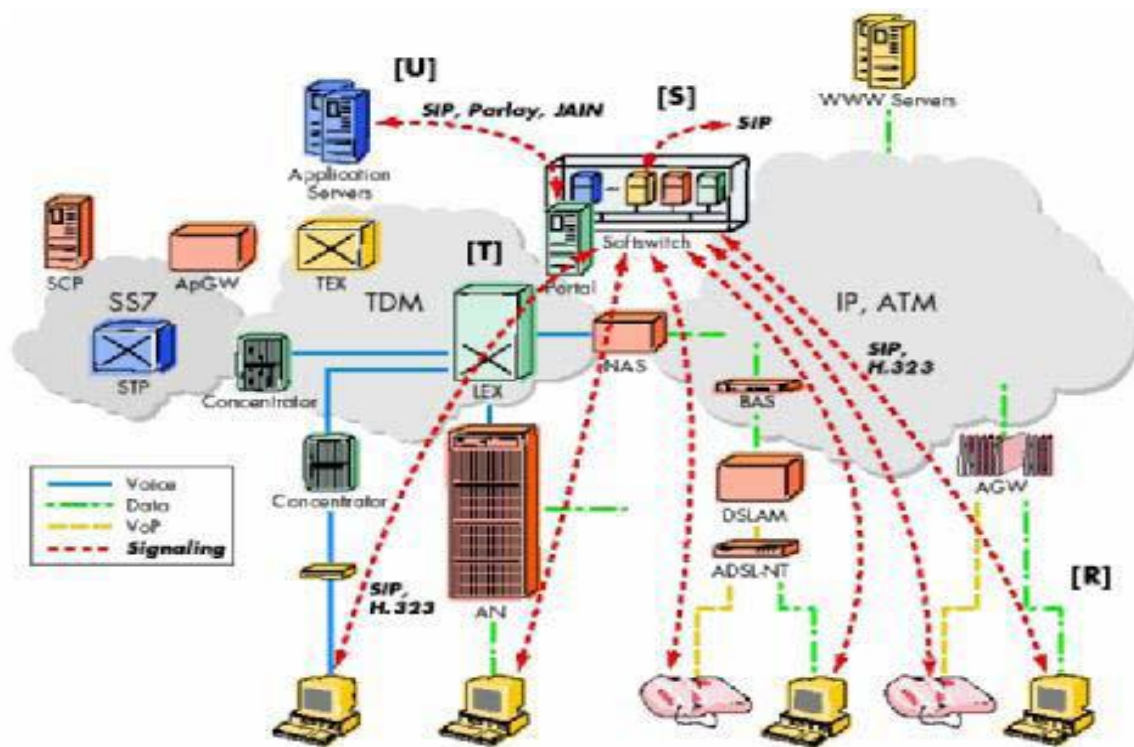 [U]
[S]
SIP, Parlay, JAIN
SIP
WWW Servers
Application
Servers
SCP
ApGW
TEX
[T]
Softswitch
Portal
SS7
TDM
IP, ATM
STP
Concentrator
LEX
NAS
SIP,
H.323
BAS
Concentrator
AGW
Voice
Data
VoP
Signaling
DSLAM
ADSL-NT
SIP,
H.323
AN
[R]